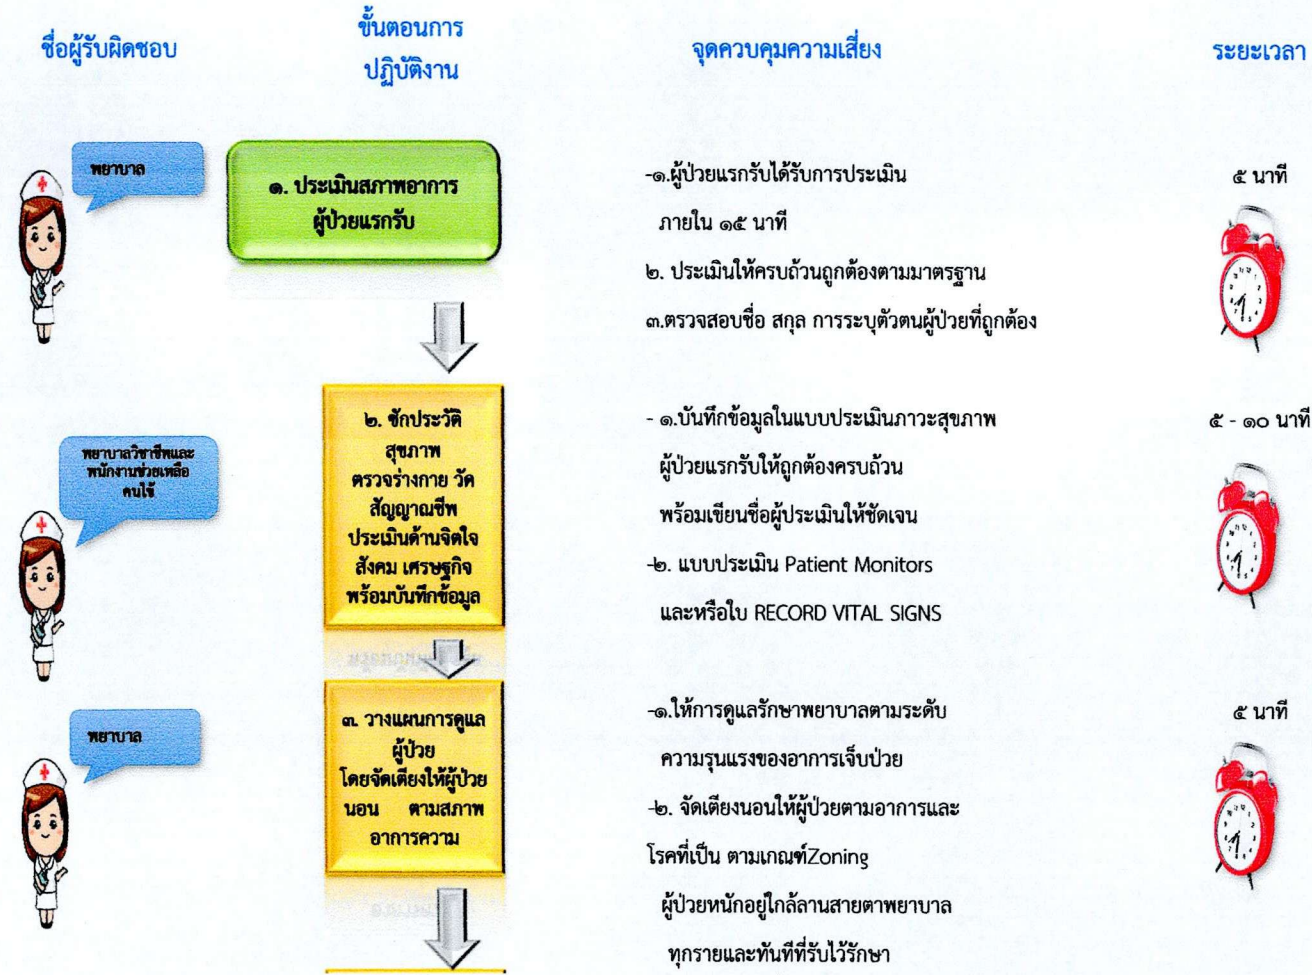 ชื่อผู้รับผิดชอบ
ขั้นตอนการ
ปฏิบัติงาน
จุดควบคุมความเสี่ยง
ระยะเวลา
พยาบาล
๑. ประเมินสภาพอาการ
ผู้ป่วยแรกรับ
-๑.ผู้ป่วยแรกรับได้รับการประเมิน
ภายใน ๑๕ นาที
๒. ประเมินให้ครบถ้วนถูกต้องตามมาตรฐาน
๓.ตรวจสอบชื่อ สกุล การระบุตัวตนผู้ป่วยที่ถูกต้อง
๕ นาที
พยาบาลวิชาชีพและ
พนักงานช่วยเหลือ
คนไข้
๒. ซักประวัติ
สุขภาพ
ตรวจร่างกาย วัด
สัญญาณชีพ
ประเมินด้านจิตใจ
สังคม เศรษฐกิจ
พร้อมบันทึกข้อมูล
- ๑.บันทึกข้อมูลในแบบประเมินภาวะสุขภาพ
ผู้ป่วยแรกรับให้ถูกต้องครบถ้วน
พร้อมเขียนชื่อผู้ประเมินให้ชัดเจน
-๒. แบบประเมิน Patient Monitors
และหรือใบ RECORD VITAL SIGNS
๕ - ๑๐ นาที
พยาบาล
๓. วางแผนการดูแล
ผู้ป่วย
โดยจัดเตียงให้ผู้ป่วย
นอน ตามสภาพ
อาการความ
-๑.ให้การดูแลรักษาพยาบาลตามระดับ
ความรุนแรงของอาการเจ็บป่วย
-๒. จัดเตียงนอนให้ผู้ป่วยตามอาการและ
โรคที่เป็น ตามเกณฑ์Zoning
ผู้ป่วยหนักอยู่ใกล้ลานสายตาพยาบาล
ทุกรายและทันทีที่รับไว้รักษา
๕ นาที